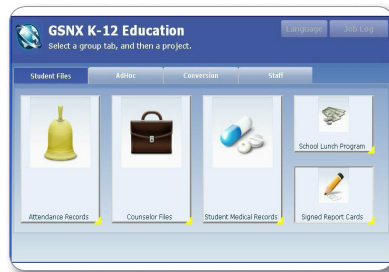 GSNX K-12 Education
Language
Job Log
Select a group tab, and then a project.
Student Files
AdHoc
Conversion
Staff
Attendance Records
Counselor Files
Student Medical Records
School Lunch Program
Signed Report Cards